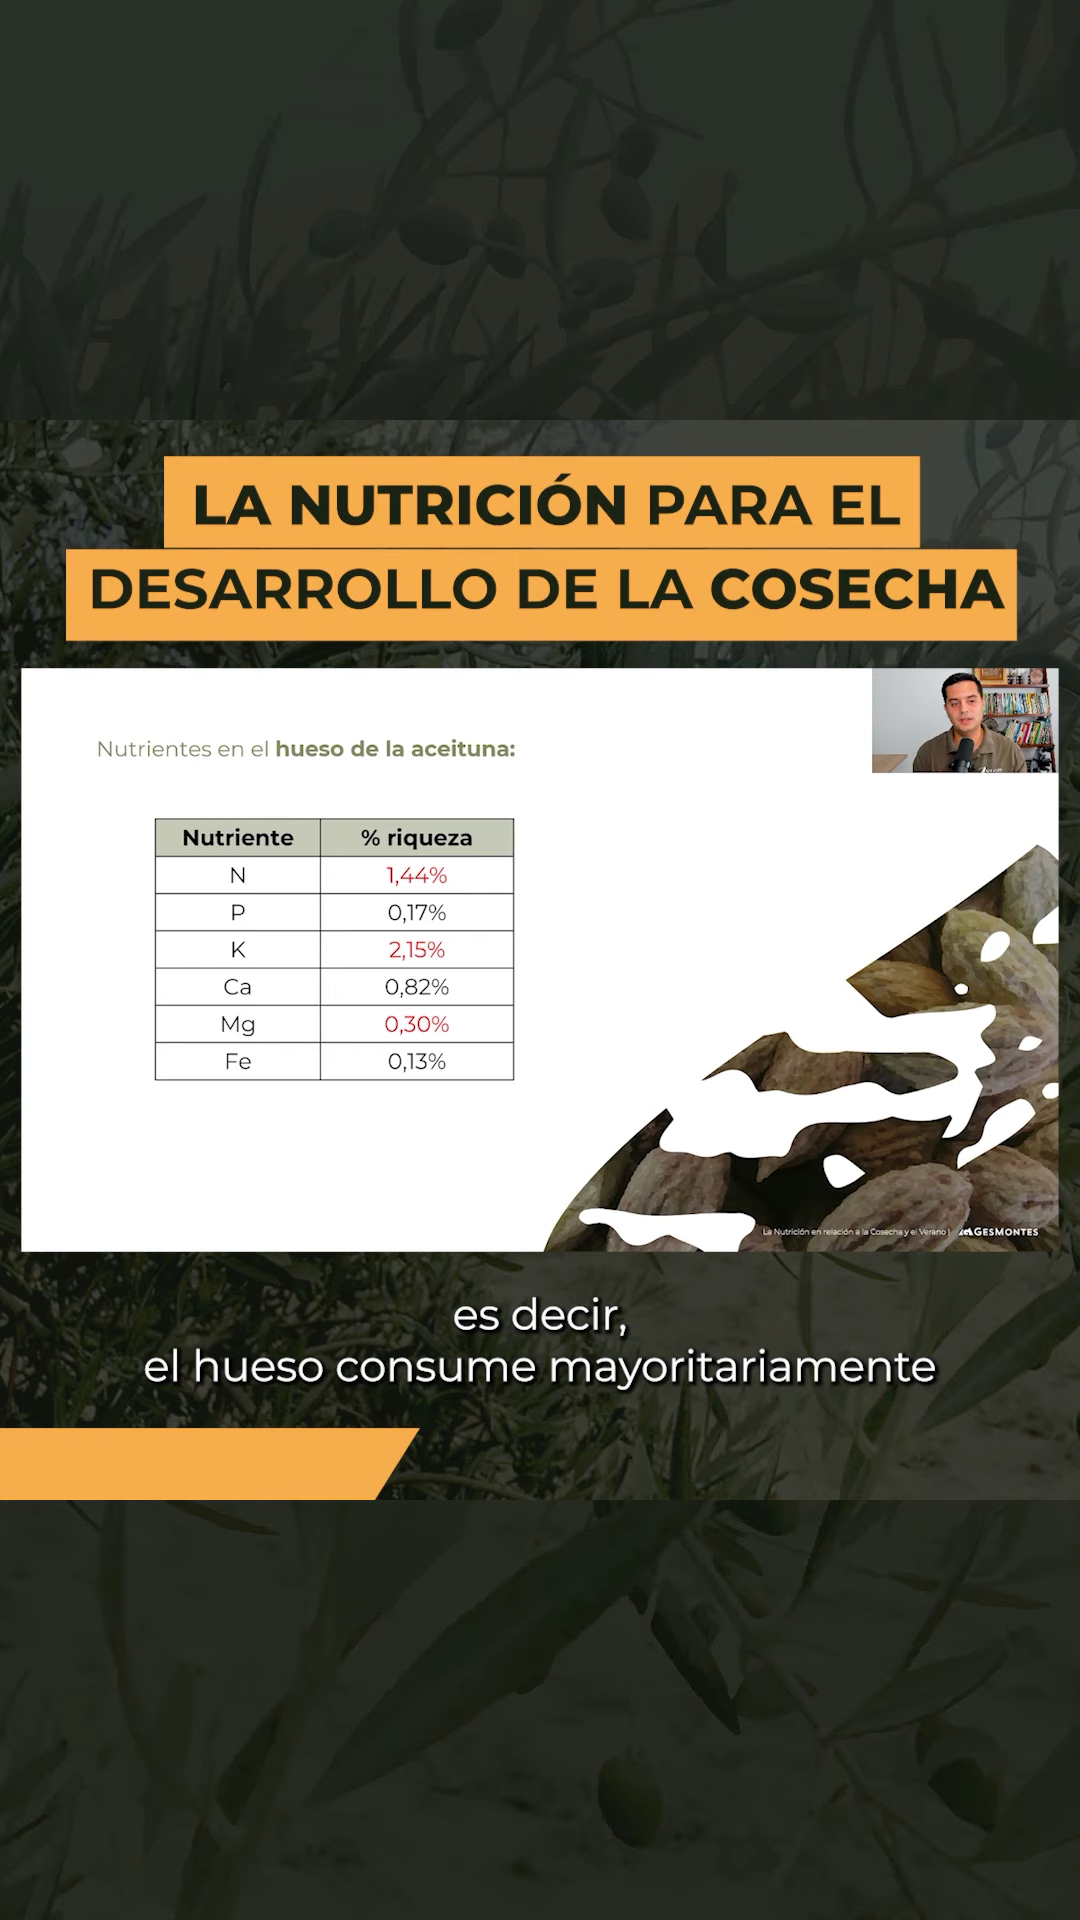 LA NUTRICIÓN PARA EL
DESARROLLO DE LA COSECHA
Nutrientes en el hueso de la aceituna:
Nutriente % riqueza
N 1,44%
P 0,17%
K 2,15%
Ca 0,82%
Mg 0,30%
Fe 0,13%
La Nutrición en relación a la Cosecha y el Verano | GESMONTES
es decir,
el hueso consume mayoritariamente